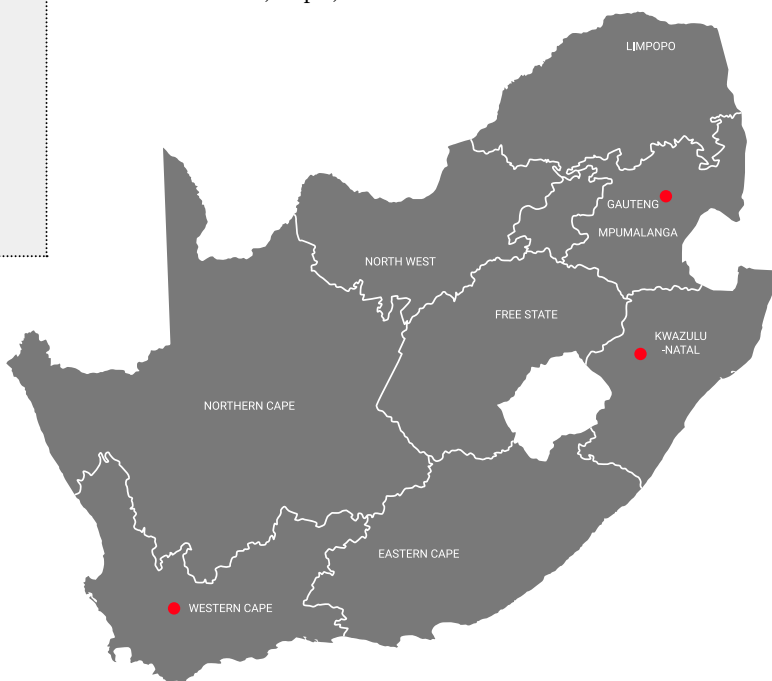 LIMPOPO
GAUTENG
MPUMALANGA
NORTH WEST
FREE STATE
KWAZULU
-NATAL
NORTHERN CAPE
EASTERN CAPE
WESTERN CAPE